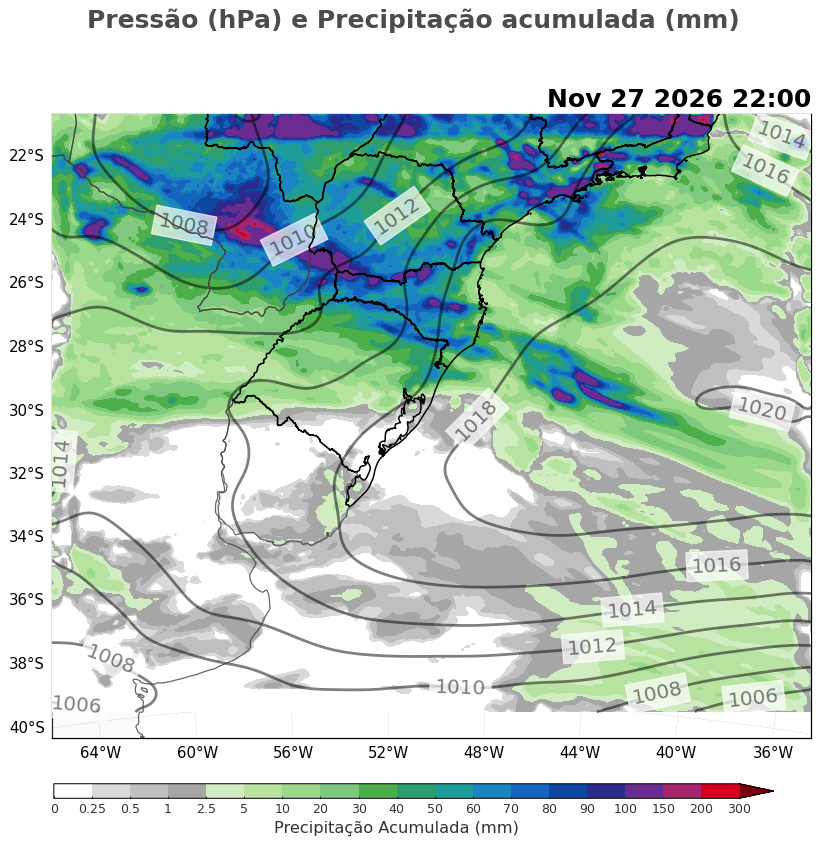 Pressão (hPa) e Precipitação acumulada (mm)
Nov 27 2026 22:00
1014
1016
1008
1010
1012
1018
1020
1014
1016
1014
1012
1008
1010
1008
1006
1006
22°S
24°S
26°S
28°S
30°S
32°S
34°S
36°S
38°S
40°S
64°W 60°W 56°W 52°W 48°W 44°W 40°W 36°W
0 0.25 0.5 1 2.5 5 10 20 30 40 50 60 70 80 90 100 150 200 300
Precipitação Acumulada (mm)